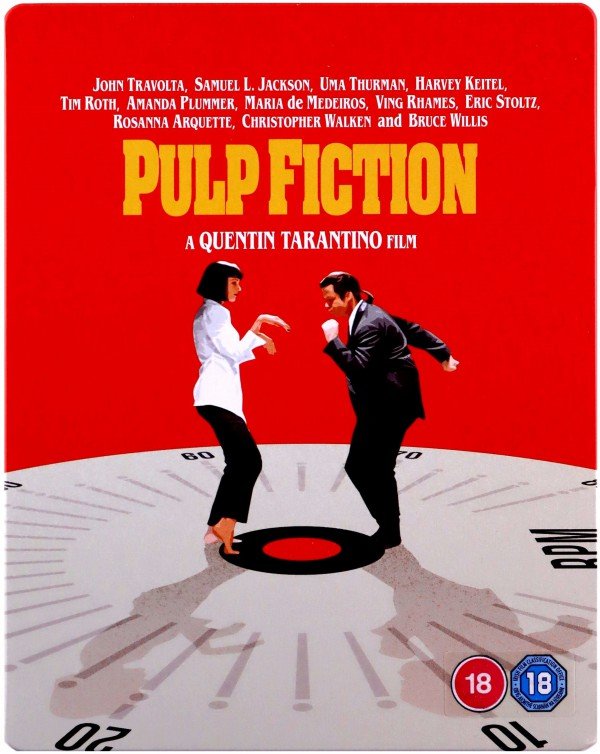 JOHN TRAVOLTA, SAMUEL L. JACKSON, UMA THURMAN, HARVEY KEITEL,
TIM ROTH, AMANDA PLUMMER, MARIA de MEDEIROS, VING RHAMES, ERIC STOLTZ,
ROSANNA ARQUETTE, CHRISTOPHER WALKEN and BRUCE WILLIS
PULP FICTION
A QUENTIN TARANTINO FILM
60
70
RPM
18
18
20
10